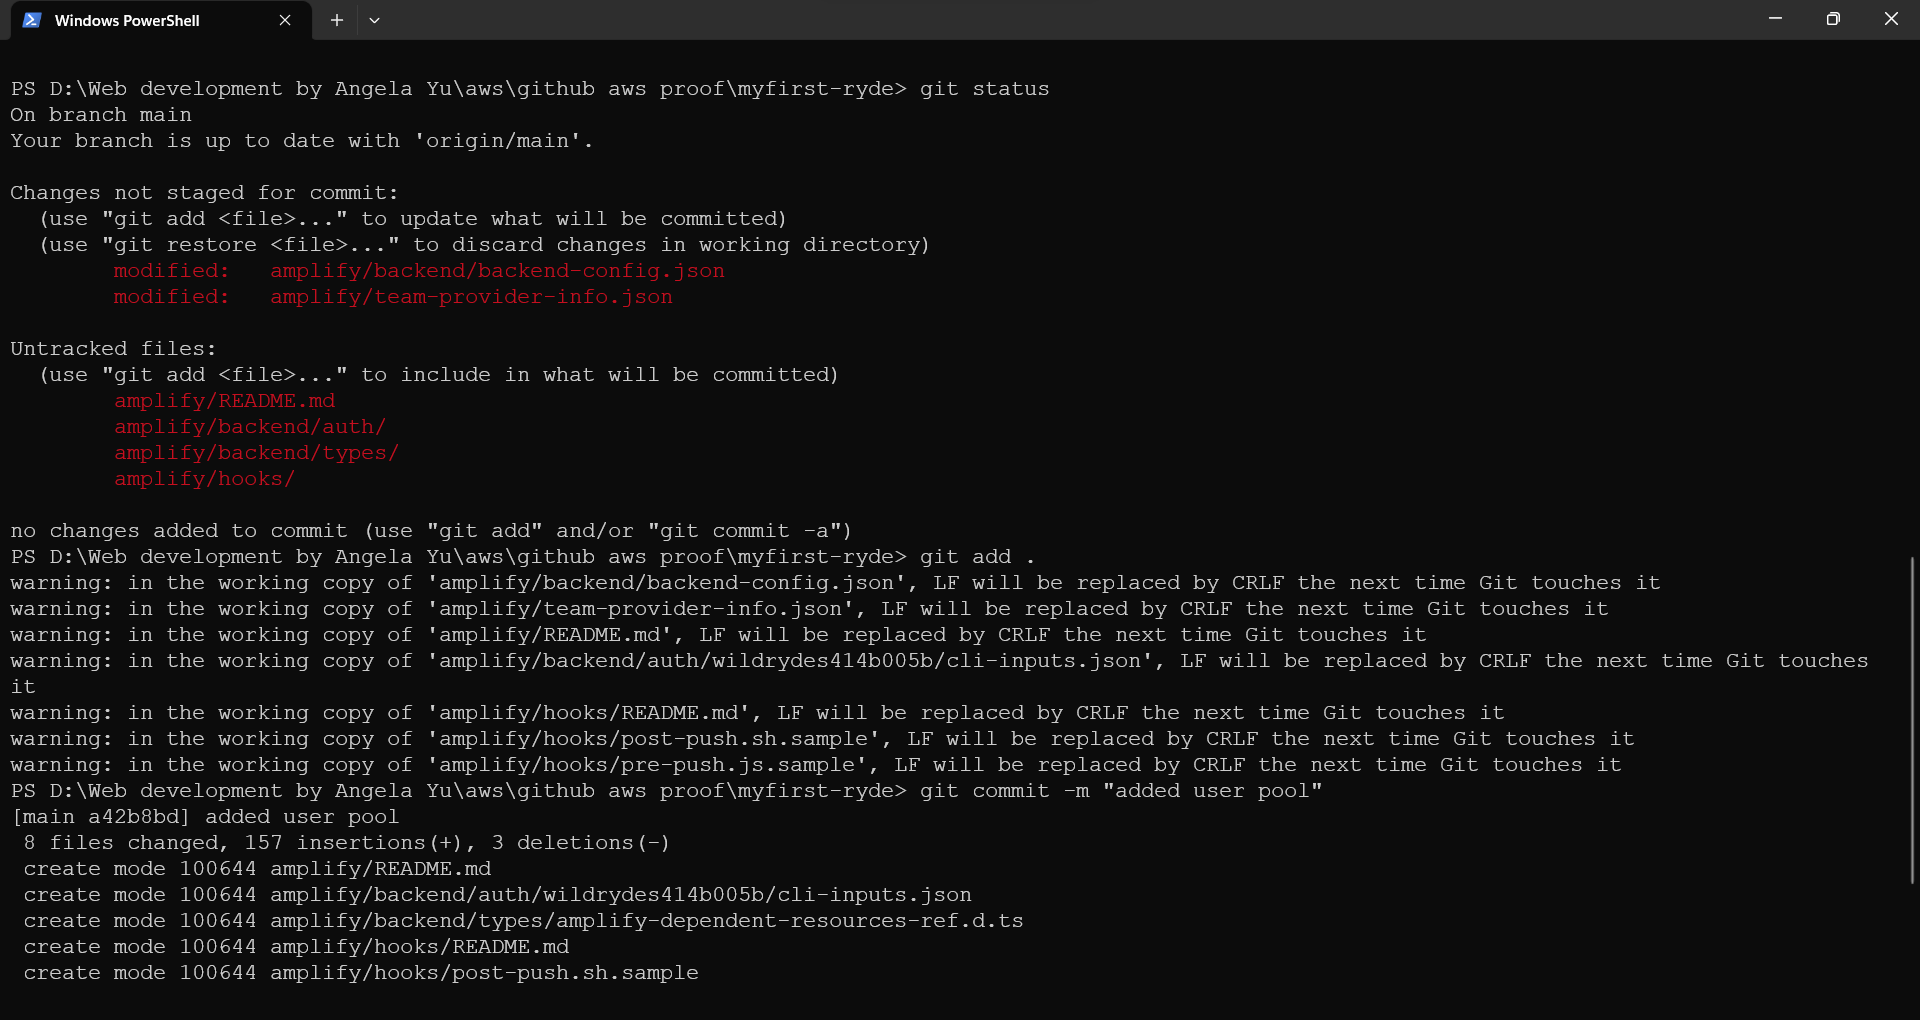 Windows PowerShell
PS D:\Web development by Angela Yu\aws\github aws proof\myfirst-ryde> git status
On branch main
Your branch is up to date with 'origin/main'.
Changes not staged for commit:
  (use "git add <file>..." to update what will be committed)
  (use "git restore <file>..." to discard changes in working directory)
        modified:   amplify/backend/backend-config.json
        modified:   amplify/team-provider-info.json
Untracked files:
  (use "git add <file>..." to include in what will be committed)
        amplify/README.md
        amplify/backend/auth/
        amplify/backend/types/
        amplify/hooks/
no changes added to commit (use "git add" and/or "git commit -a")
PS D:\Web development by Angela Yu\aws\github aws proof\myfirst-ryde> git add .
warning: in the working copy of 'amplify/backend/backend-config.json', LF will be replaced by CRLF the next time Git touches it
warning: in the working copy of 'amplify/team-provider-info.json', LF will be replaced by CRLF the next time Git touches it
warning: in the working copy of 'amplify/README.md', LF will be replaced by CRLF the next time Git touches it
warning: in the working copy of 'amplify/backend/auth/wildrydes414b005b/cli-inputs.json', LF will be replaced by CRLF the next time Git touches
it
warning: in the working copy of 'amplify/hooks/README.md', LF will be replaced by CRLF the next time Git touches it
warning: in the working copy of 'amplify/hooks/post-push.sh.sample', LF will be replaced by CRLF the next time Git touches it
warning: in the working copy of 'amplify/hooks/pre-push.js.sample', LF will be replaced by CRLF the next time Git touches it
PS D:\Web development by Angela Yu\aws\github aws proof\myfirst-ryde> git commit -m "added user pool"
[main a42b8bd] added user pool
 8 files changed, 157 insertions(+), 3 deletions(-)
 create mode 100644 amplify/README.md
 create mode 100644 amplify/backend/auth/wildrydes414b005b/cli-inputs.json
 create mode 100644 amplify/backend/types/amplify-dependent-resources-ref.d.ts
 create mode 100644 amplify/hooks/README.md
 create mode 100644 amplify/hooks/post-push.sh.sample